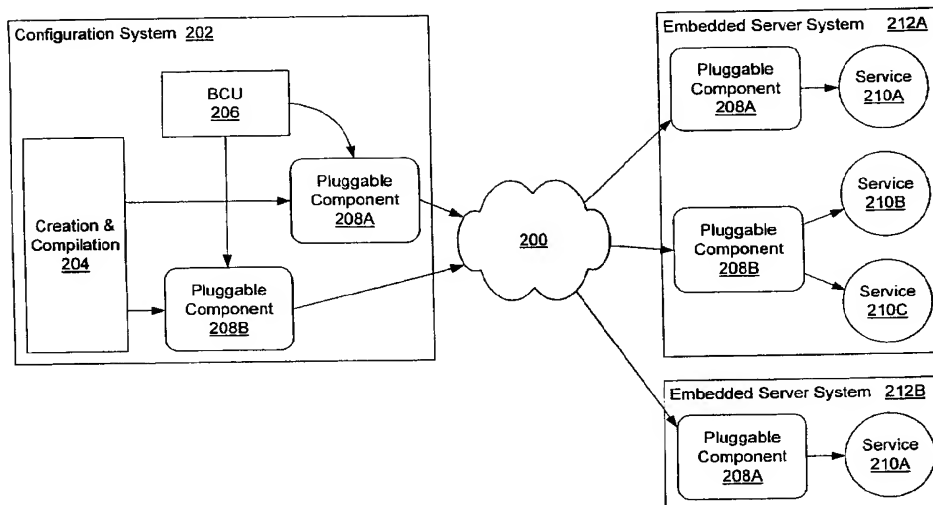 Configuration System 202
BCU
206
Creation &
Compilation
204
Pluggable
Component
208A
Pluggable
Component
208B
200
Embedded Server System 212A
Pluggable
Component
208A
Service
210A
Pluggable
Component
208B
Service
210B
Service
210C
Embedded Server System 212B
Pluggable
Component
208A
Service
210A